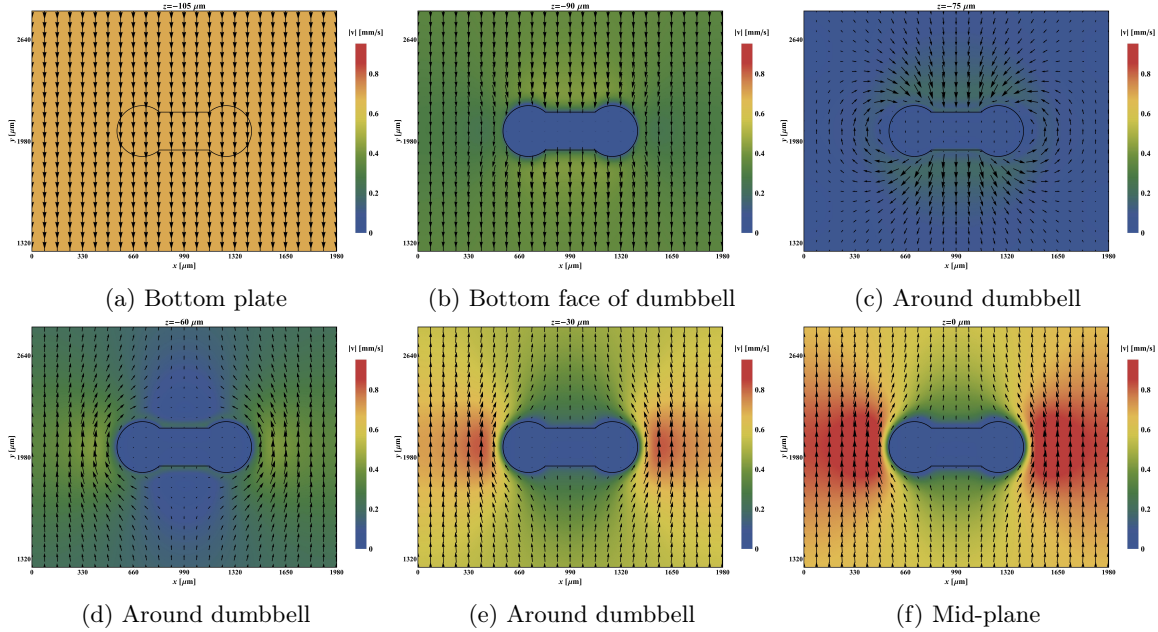 z=−105 μm
|v| [mm/s]
0.8
0.6
0.4
0.2
0
2640
1980
1320
y [μm]
0 330 660 990 1320 1650 1980
x [μm]
(a) Bottom plate
z=−90 μm
|v| [mm/s]
0.8
0.6
0.4
0.2
0
2640
1980
1320
y [μm]
0 330 660 990 1320 1650 1980
x [μm]
(b) Bottom face of dumbbell
z=−75 μm
|v| [mm/s]
0.8
0.6
0.4
0.2
0
2640
1980
1320
y [μm]
0 330 660 990 1320 1650 1980
x [μm]
(c) Around dumbbell
z=−60 μm
|v| [mm/s]
0.8
0.6
0.4
0.2
0
2640
1980
1320
y [μm]
0 330 660 990 1320 1650 1980
x [μm]
(d) Around dumbbell
z=−30 μm
|v| [mm/s]
0.8
0.6
0.4
0.2
0
2640
1980
1320
y [μm]
0 330 660 990 1320 1650 1980
x [μm]
(e) Around dumbbell
z=0 μm
|v| [mm/s]
0.8
0.6
0.4
0.2
0
2640
1980
1320
y [μm]
0 330 660 990 1320 1650 1980
x [μm]
(f) Mid-plane